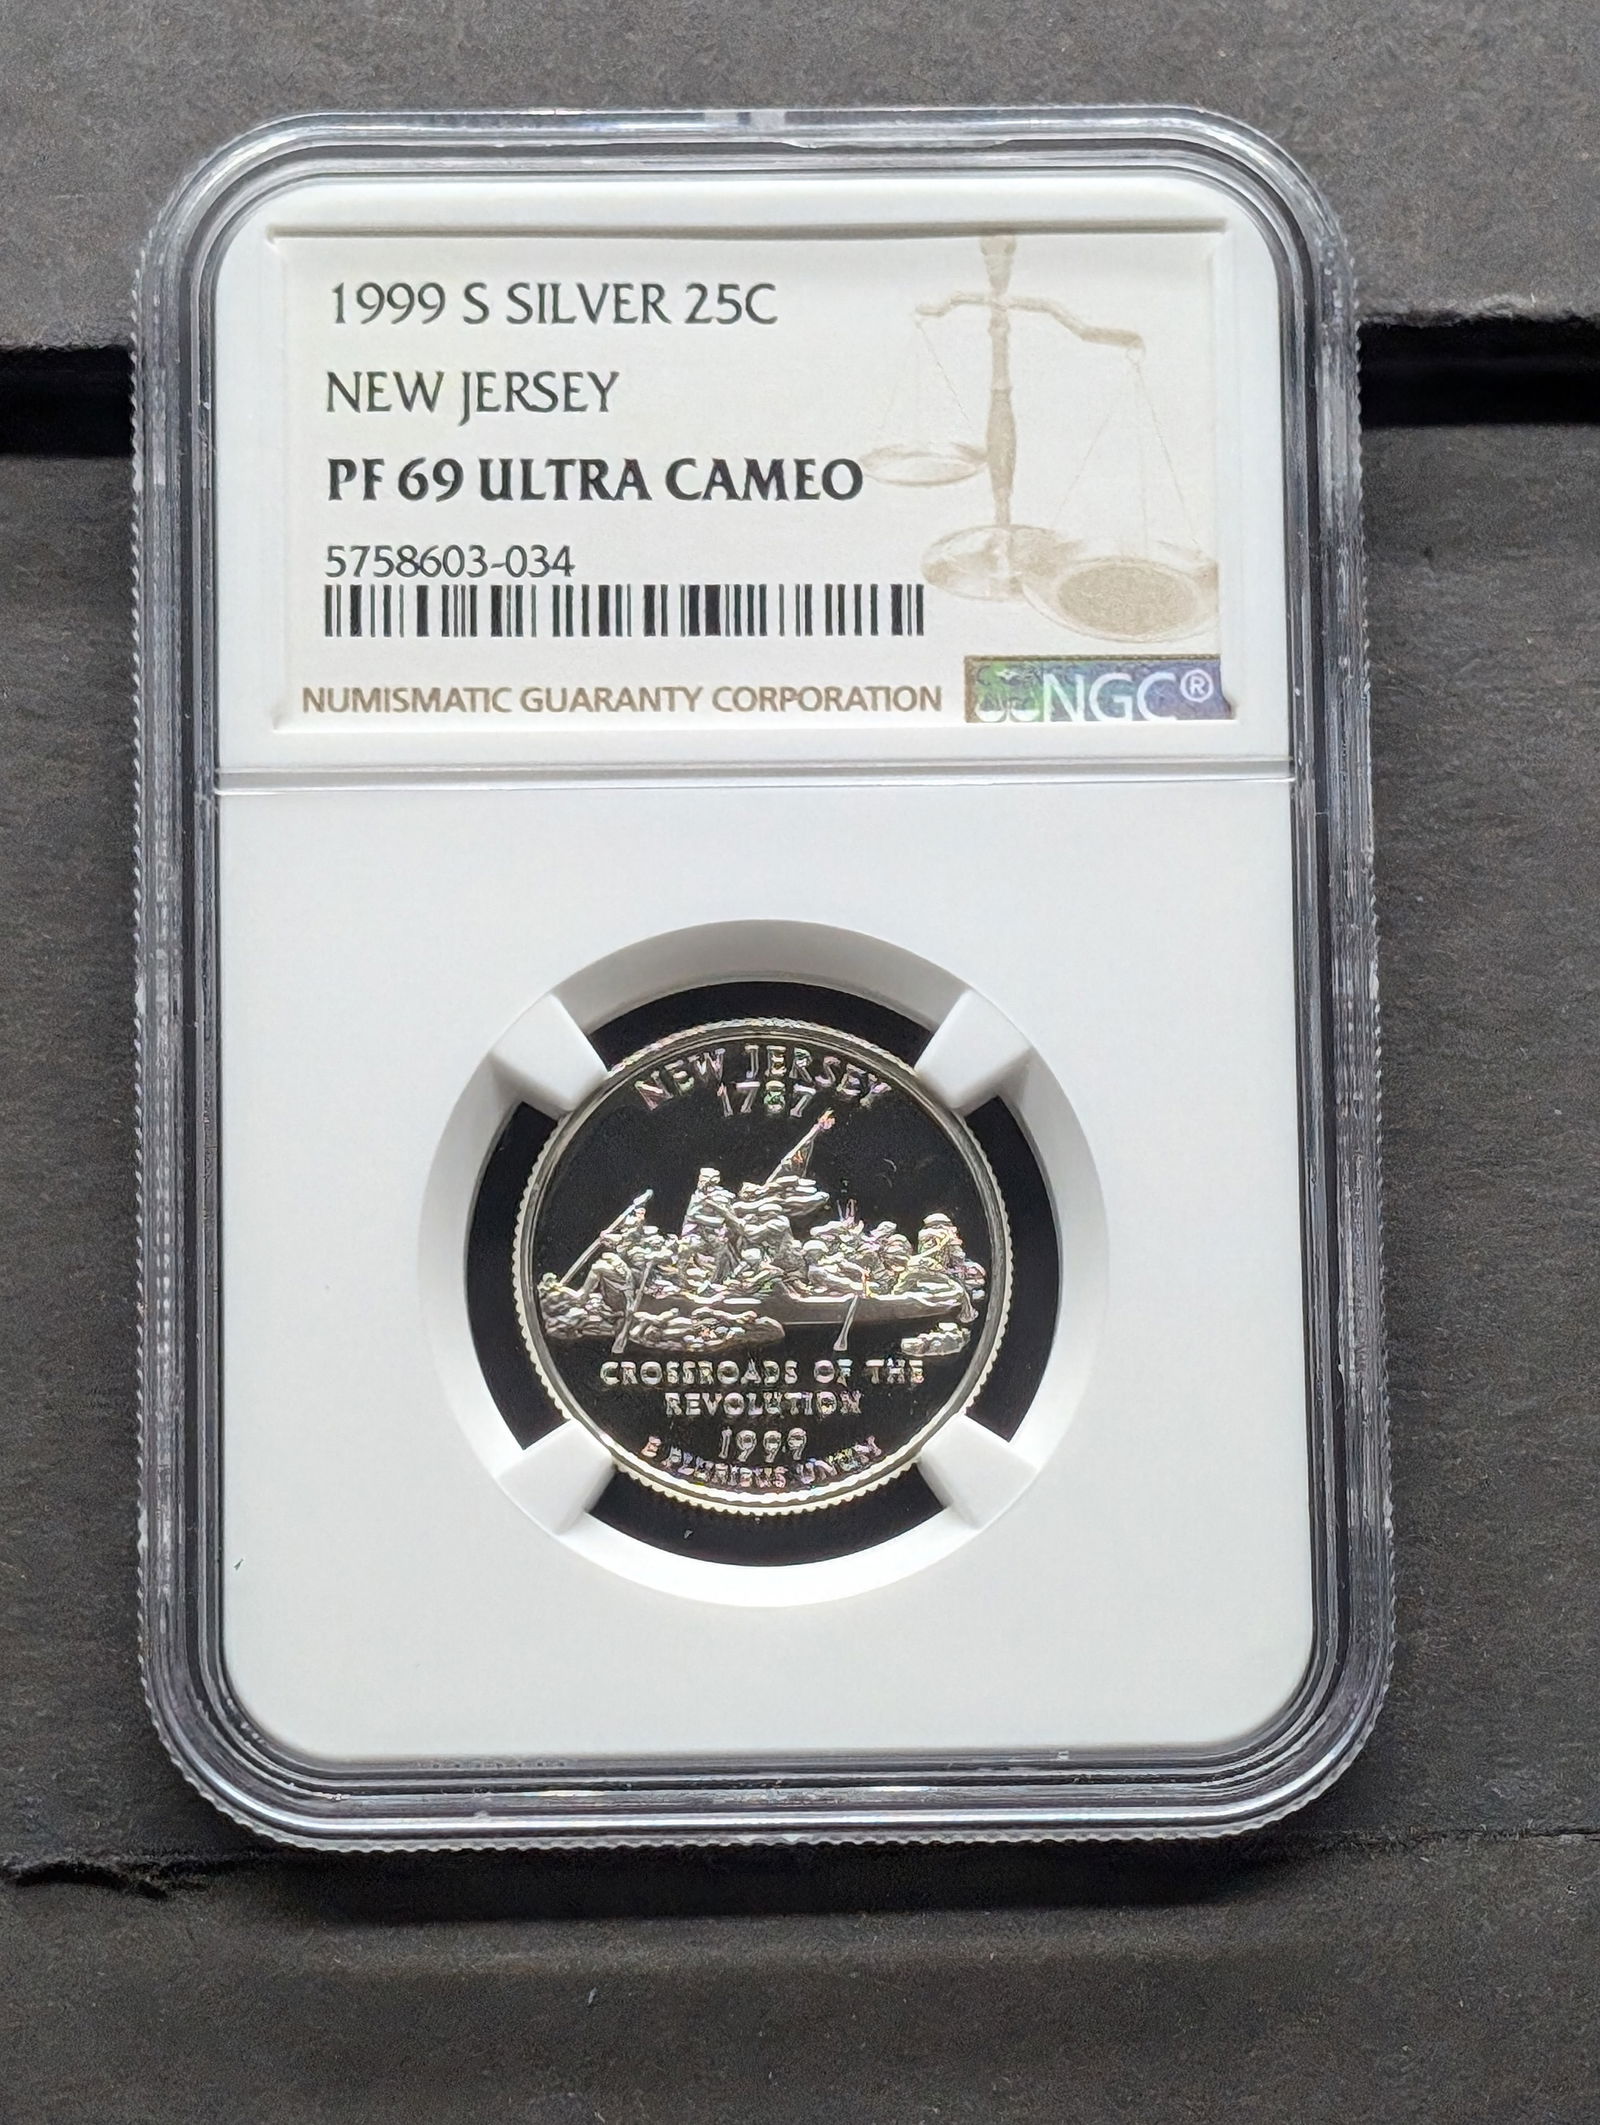 1999 S SILVER 25C
NEW JERSEY
PF 69 ULTRA CAMEO
5758603-034
NUMISMATIC GUARANTY CORPORATION
NGC®
NEW JERSEY
1787
CROSSROADS OF THE
REVOLUTION
1999
E PLURIBUS UNUM